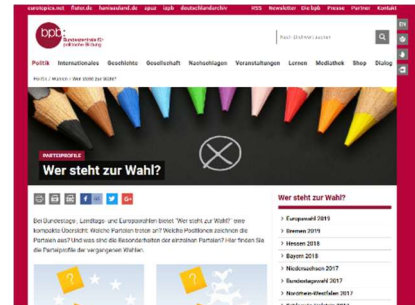 eurotopics.net fluter.de hanisauland.de apuz izpb deutschlandarchiv RSS Newsletter Die bpb Presse Partner Kontakt
bpb:
Bundeszentrale für
politische Bildung
EN
Politik Internationales Geschichte Gesellschaft Nachschlagen Veranstaltungen Lernen Mediathek Shop Dialog
Politik / Wahlen / Wer steht zur Wahl?
PARTEIPROFILE
Wer steht zur Wahl?
Bei Bundestags-, Landtags- und Europawahlen bietet "Wer steht zur Wahl?" eine
kompakte Übersicht: Welche Parteien treten an? Welche Positionen zeichnen die
Parteien aus? Und was sind die Besonderheiten der einzelnen Parteien? Hier finden Sie
die Parteiprofile der vergangenen Wahlen.
Wer steht zur Wahl?
Europawahl 2019
Bremen 2019
Hessen 2018
Bayern 2018
Niedersachsen 2017
Bundestagswahl 2017
Nordrhein-Westfalen 2017